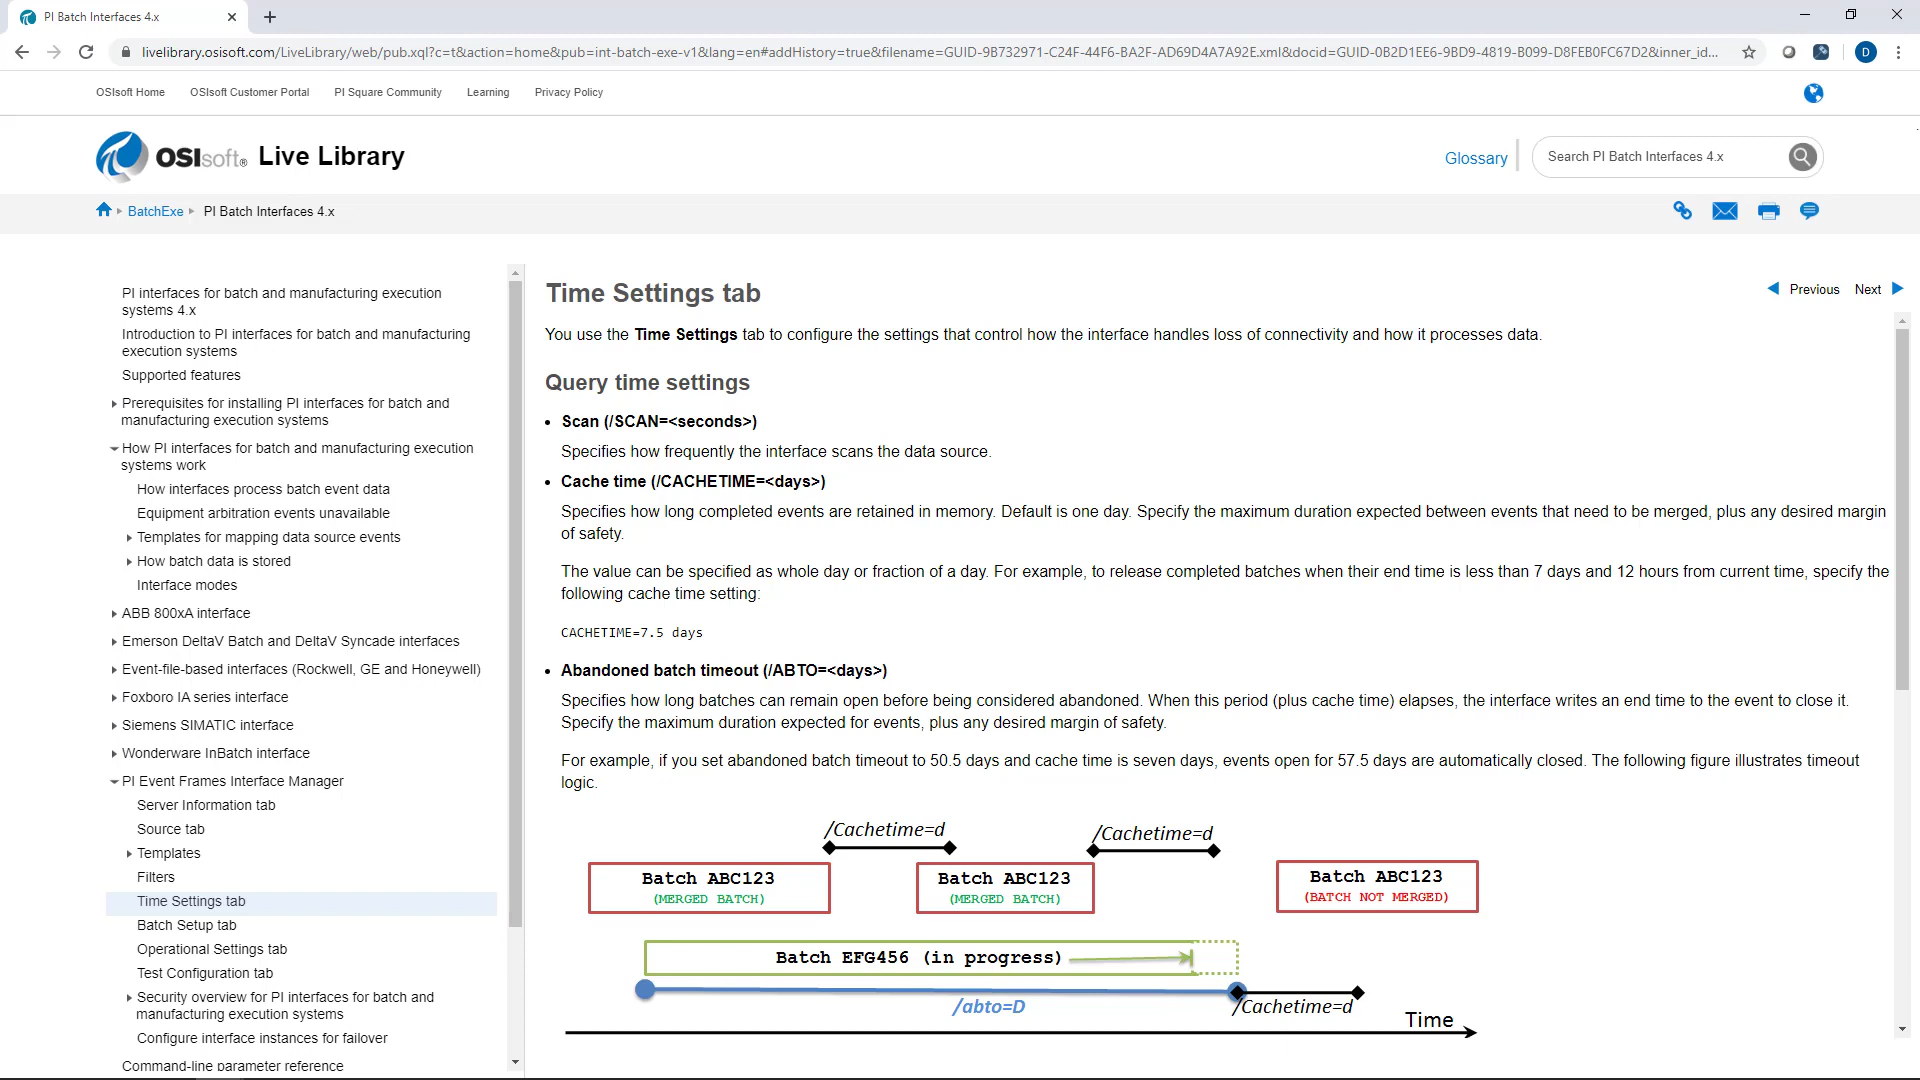 PI Batch Interfaces 4.x
livelibrary.osisoft.com/LiveLibrary/web/pub.xql?c=t&action=home&pub=int-batch-exe-v1&lang=en#addHistory=true&filename=GUID-9B732971-C24F-44F6-BA2F-AD69D4A7A92E.xml&docid=GUID-0B2D1EE6-9BD9-4819-B099-D8FEB0FC67D2&inner_id...
D
OSIsoft Home
OSIsoft Customer Portal
PI Square Community
Learning
Privacy Policy
OSIsoft® Live Library
Glossary
Search PI Batch Interfaces 4.x
BatchExe
PI Batch Interfaces 4.x
PI interfaces for batch and manufacturing execution
systems 4.x
Introduction to PI interfaces for batch and manufacturing
execution systems
Supported features
Prerequisites for installing PI interfaces for batch and
manufacturing execution systems
How PI interfaces for batch and manufacturing execution
systems work
How interfaces process batch event data
Equipment arbitration events unavailable
Templates for mapping data source events
How batch data is stored
Interface modes
ABB 800xA interface
Emerson DeltaV Batch and DeltaV Syncade interfaces
Event-file-based interfaces (Rockwell, GE and Honeywell)
Foxboro IA series interface
Siemens SIMATIC interface
Wonderware InBatch interface
PI Event Frames Interface Manager
Server Information tab
Source tab
Templates
Filters
Time Settings tab
Batch Setup tab
Operational Settings tab
Test Configuration tab
Security overview for PI interfaces for batch and
manufacturing execution systems
Configure interface instances for failover
Command-line parameter reference
Time Settings tab
Previous
Next
You use the Time Settings tab to configure the settings that control how the interface handles loss of connectivity and how it processes data.
Query time settings
• Scan (/SCAN=<seconds>)
Specifies how frequently the interface scans the data source.
• Cache time (/CACHETIME=<days>)
Specifies how long completed events are retained in memory. Default is one day. Specify the maximum duration expected between events that need to be merged, plus any desired margin
of safety.
The value can be specified as whole day or fraction of a day. For example, to release completed batches when their end time is less than 7 days and 12 hours from current time, specify the
following cache time setting:
CACHETIME=7.5 days
• Abandoned batch timeout (/ABTO=<days>)
Specifies how long batches can remain open before being considered abandoned. When this period (plus cache time) elapses, the interface writes an end time to the event to close it.
Specify the maximum duration expected for events, plus any desired margin of safety.
For example, if you set abandoned batch timeout to 50.5 days and cache time is seven days, events open for 57.5 days are automatically closed. The following figure illustrates timeout
logic.
/Cachetime=d
/Cachetime=d
Batch ABC123
(MERGED BATCH)
Batch ABC123
(MERGED BATCH)
Batch ABC123
(BATCH NOT MERGED)
Batch EFG456 (in progress)
/abto=D
/Cachetime=d
Time